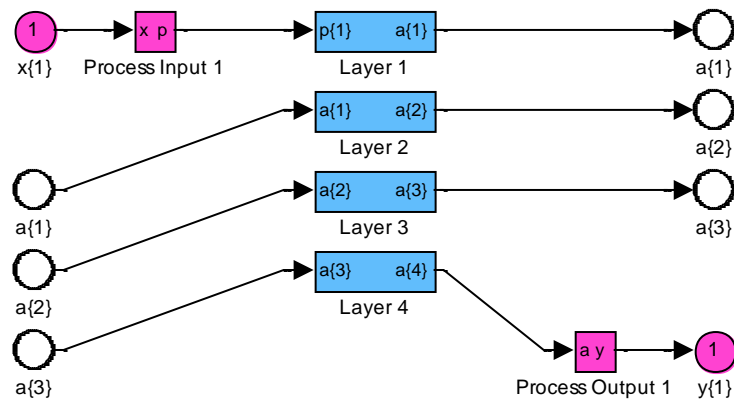 1
x p
p{1} a{1}
x{1}
Process Input 1
Layer 1
a{1}
a{1} a{2}
Layer 2
a{2}
a{1}
a{2} a{3}
Layer 3
a{3}
a{2}
a{3} a{4}
Layer 4
a{3}
a y
1
Process Output 1
y{1}